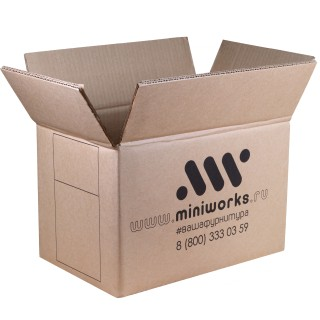 www.miniworks.ru
#вашафурнитура
8 (800) 333 03 59